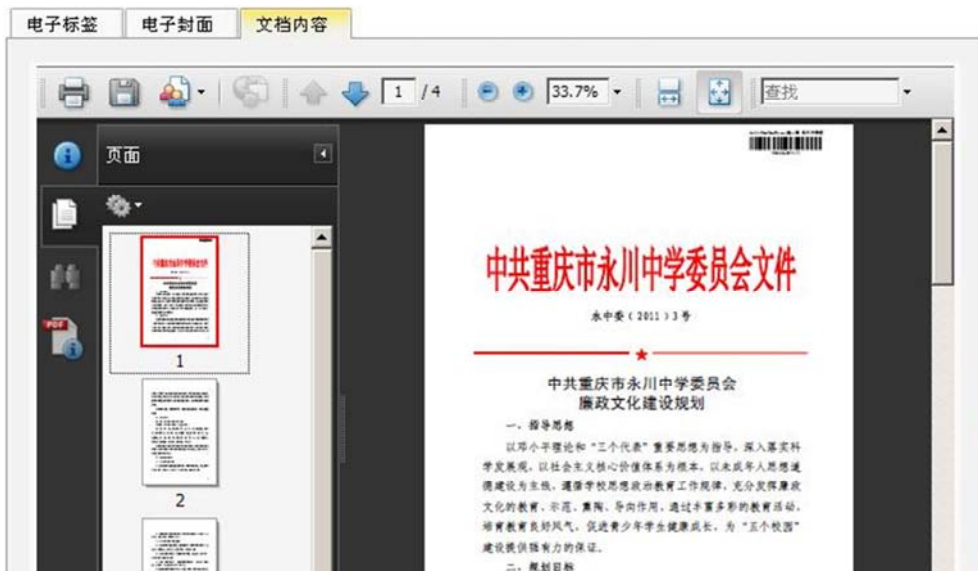 电子标签 电子封面 文档内容
1 /4 33.7% 查找
页面
1
2
PDF
中共重庆市永川中学委员会文件
永中委（2011）3号
中共重庆市永川中学委员会
廉政文化建设规划
一、指导思想
以邓小平理论和“三个代表”重要思想为指导，深入落实科
学发展观，以社会主义核心价值体系为根本，以未成年人思想道
德建设为主线，遵循学校思想政治教育工作规律，充分发挥廉政
文化的教育、示范、熏陶、导向作用，通过丰富多彩的教育活动，
培育教育良好风气，促进青少年学生健康成长，为“五个校园”
建设提供强有力的保证。
二、规划目标